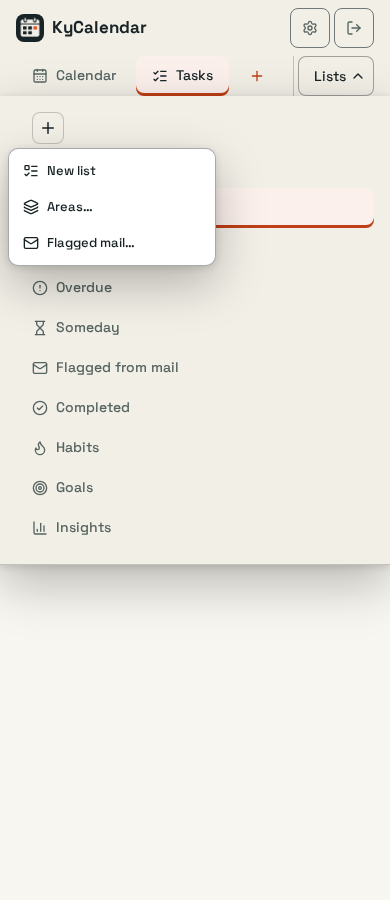 KyCalendar
Calendar
Tasks
Lists
New list
Areas...
Flagged mail...
Overdue
Someday
Flagged from mail
Completed
Habits
Goals
Insights